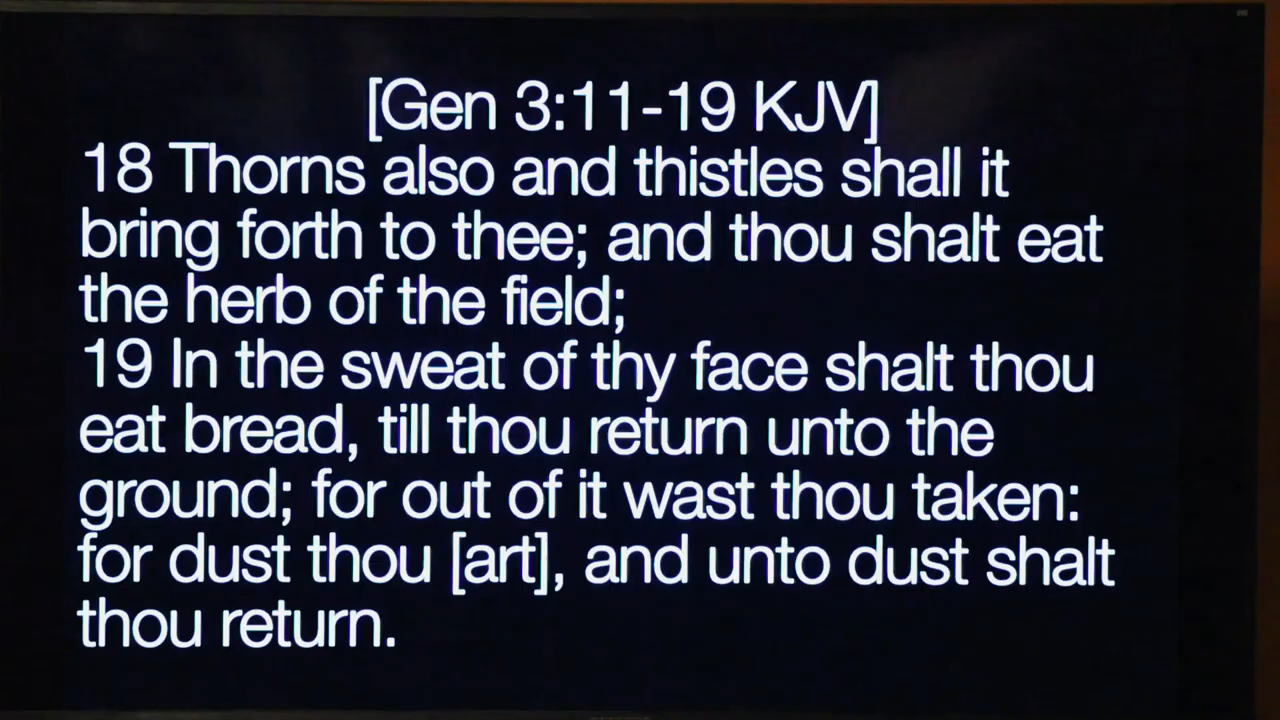 [Gen 3:11-19 KJV]
18 Thorns also and thistles shall it
bring forth to thee; and thou shalt eat
the herb of the field;
19 In the sweat of thy face shalt thou
eat bread, till thou return unto the
ground; for out of it wast thou taken:
for dust thou [art], and unto dust shalt
thou return.